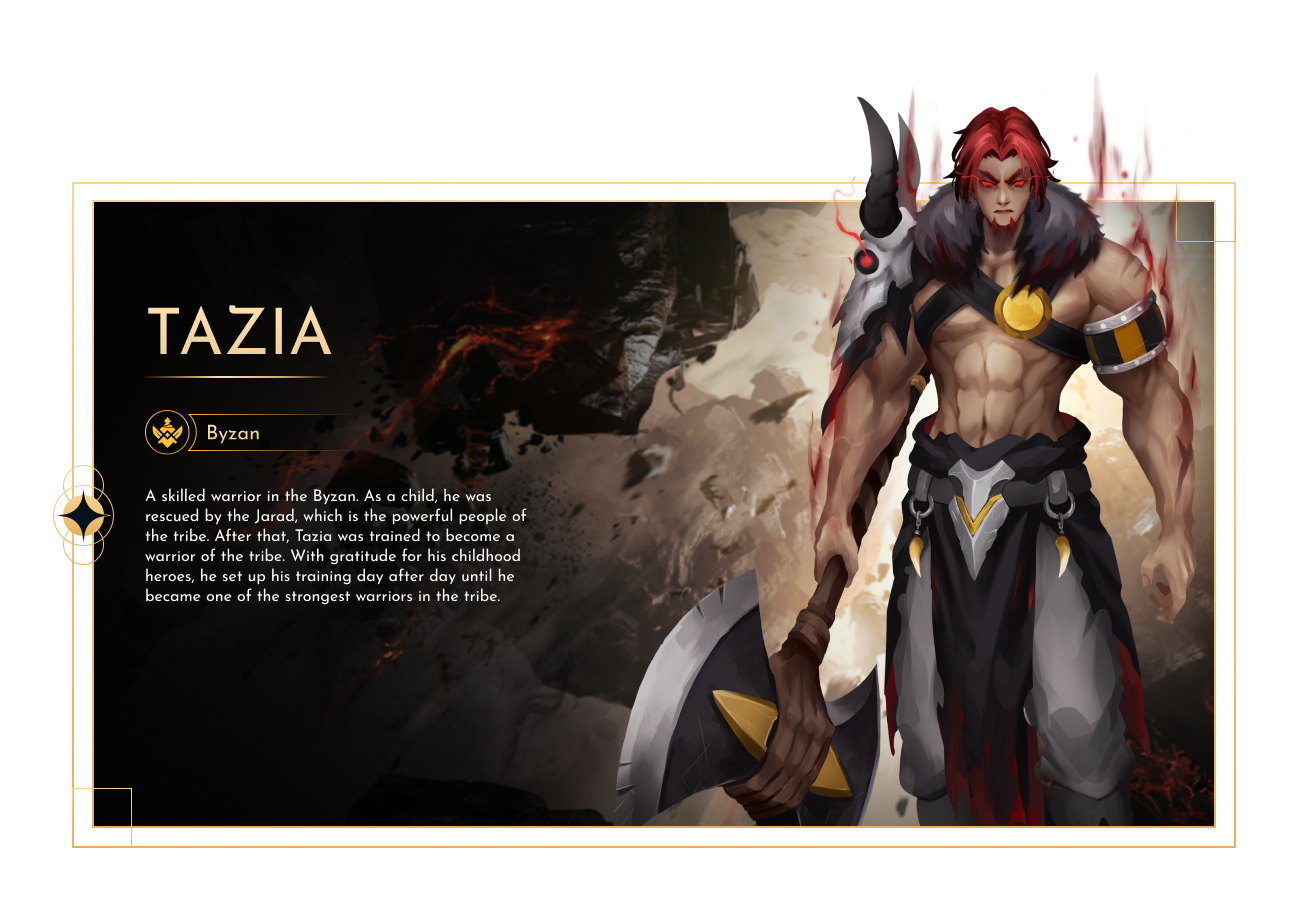 TAZIA
Byzan
A skilled warrior in the Byzan. As a child, he was
rescued by the Jarad, which is the powerful people of
the tribe. After that, Tazia was trained to become a
warrior of the tribe. With gratitude for his childhood
heroes, he set up his training day after day until he
became one of the strongest warriors in the tribe.